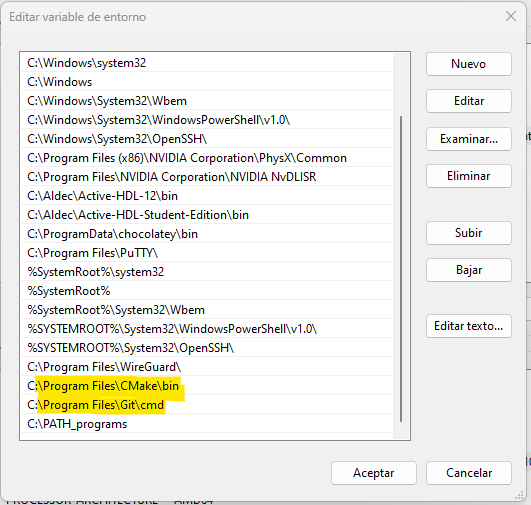 Editar variable de entorno
C:\Windows\system32
C:\Windows
C:\Windows\System32\Wbem
C:\Windows\System32\WindowsPowerShell\v1.0\
C:\Windows\System32\OpenSSH\
C:\Program Files (x86)\NVIDIA Corporation\PhysX\Common
C:\Program Files\NVIDIA Corporation\NVIDIA NvDLISR
C:\Aldec\Active-HDL-12\bin
C:\Aldec\Active-HDL-Student-Edition\bin
C:\ProgramData\chocolatey\bin
C:\Program Files\PuTTY\
%SystemRoot%\system32
%SystemRoot%
%SystemRoot%\System32\Wbem
%SYSTEMROOT%\System32\WindowsPowerShell\v1.0\
%SYSTEMROOT%\System32\OpenSSH\
C:\Program Files\WireGuard\
C:\Program Files\CMake\bin
C:\Program Files\Git\cmd
C:\PATH_programs
Nuevo
Editar
Examinar...
Eliminar
Subir
Bajar
Editar texto...
Aceptar
Cancelar
PROCESSOR_ARCHITECTURE AMD64